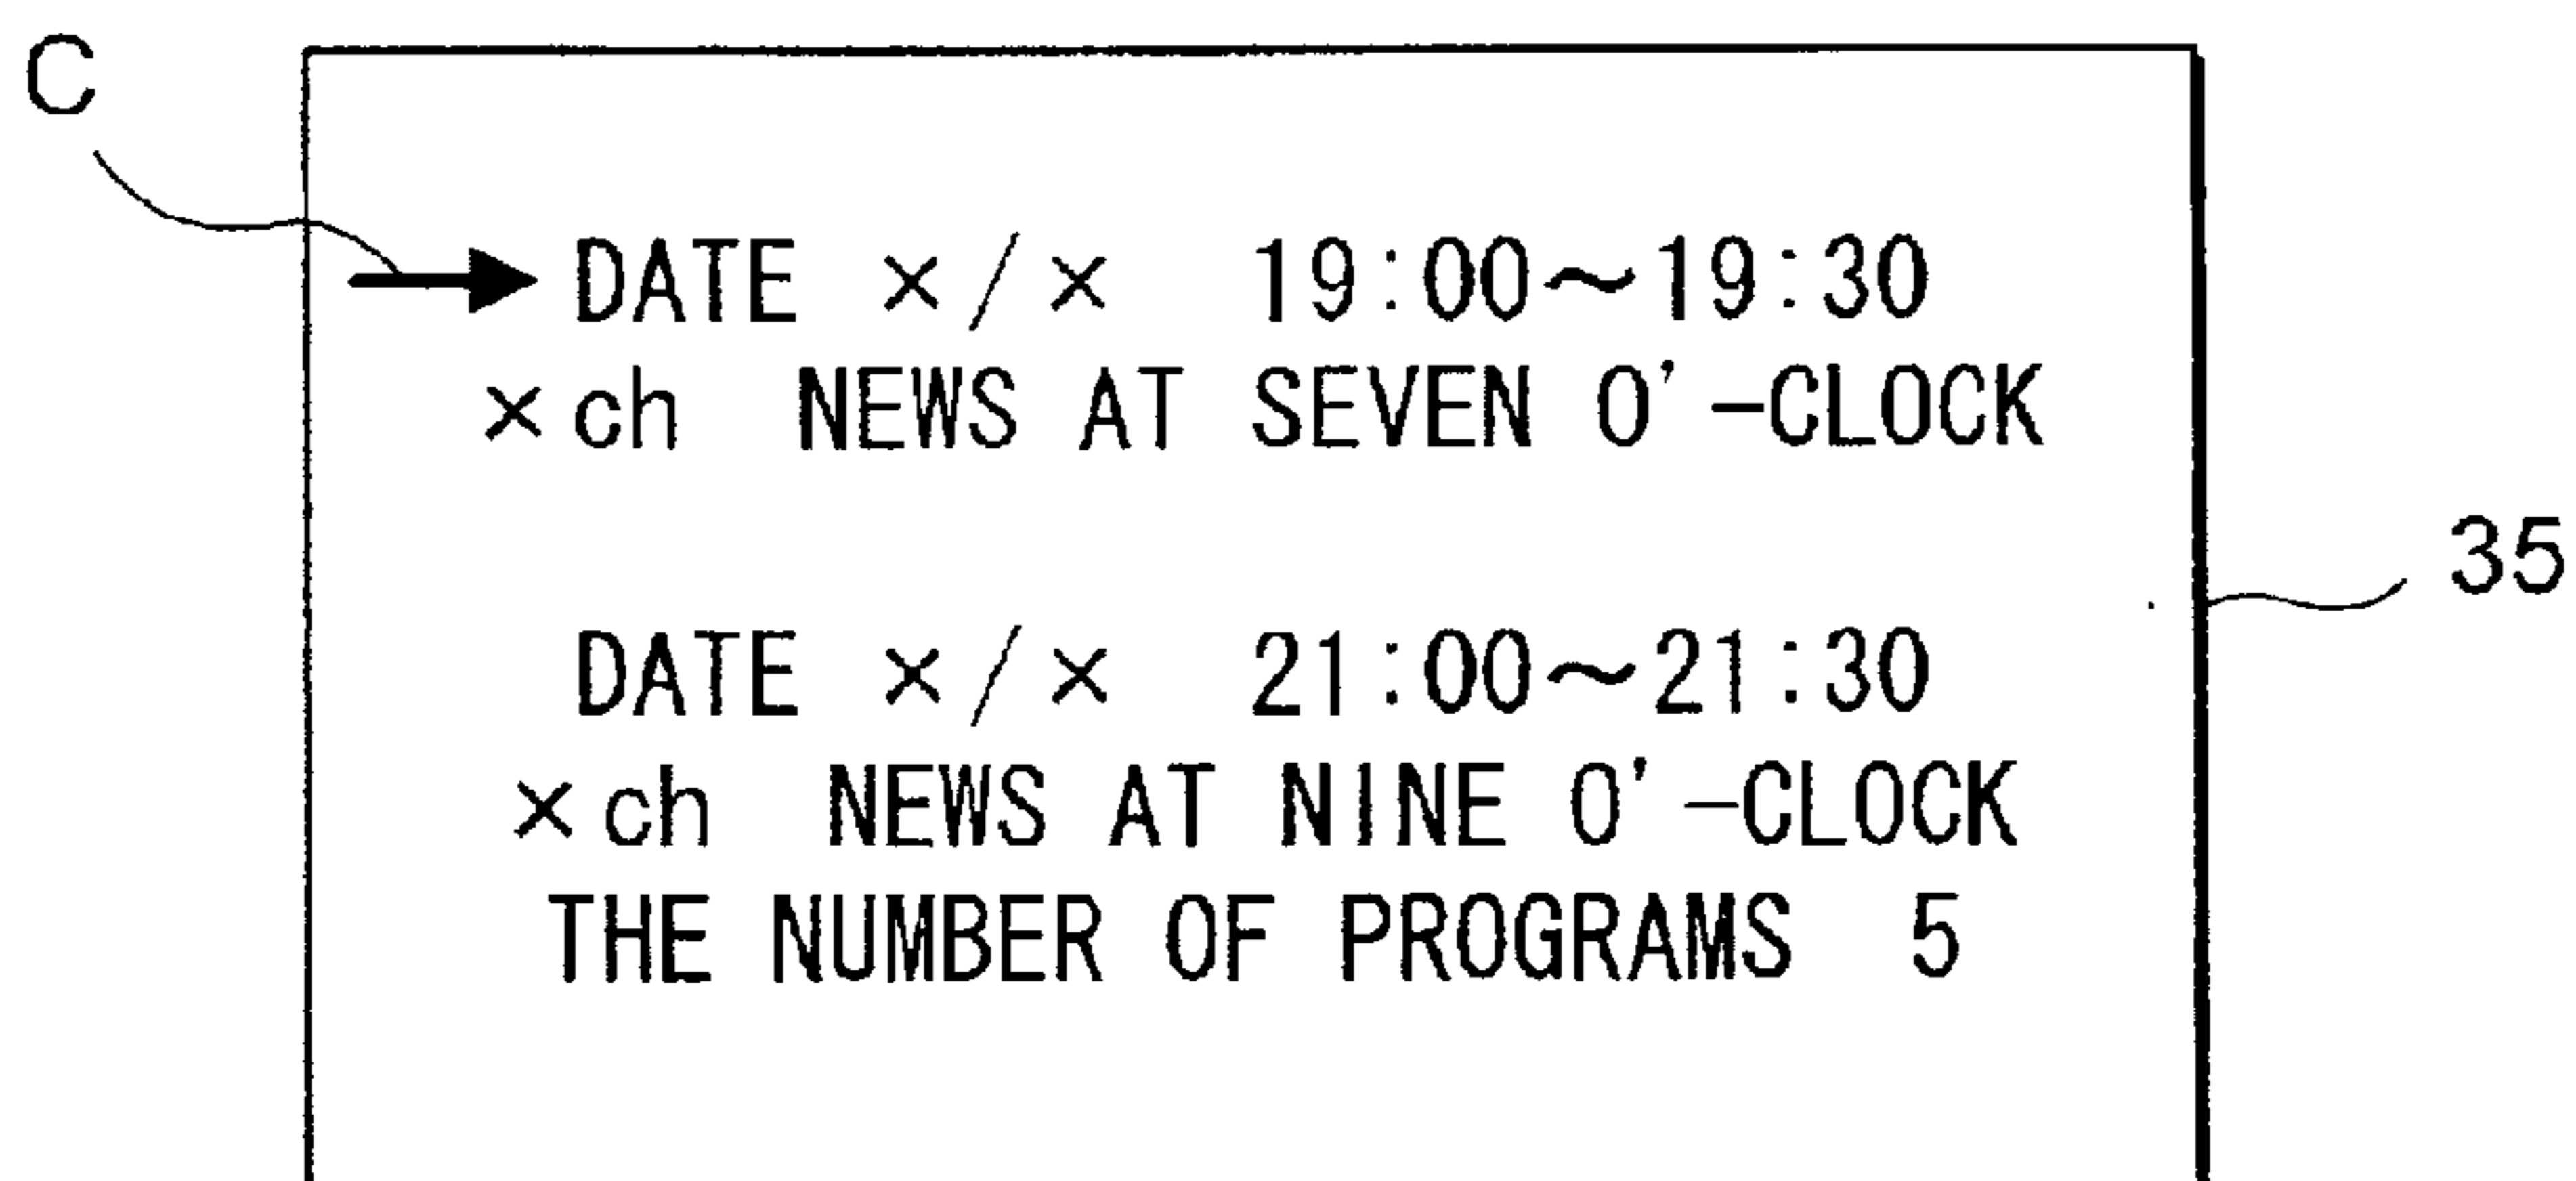 C
DATE ×/× 19:00～19:30
×ch NEWS AT SEVEN O'-CLOCK
35
DATE ×/× 21:00～21:30
×ch NEWS AT NINE O'-CLOCK
THE NUMBER OF PROGRAMS 5